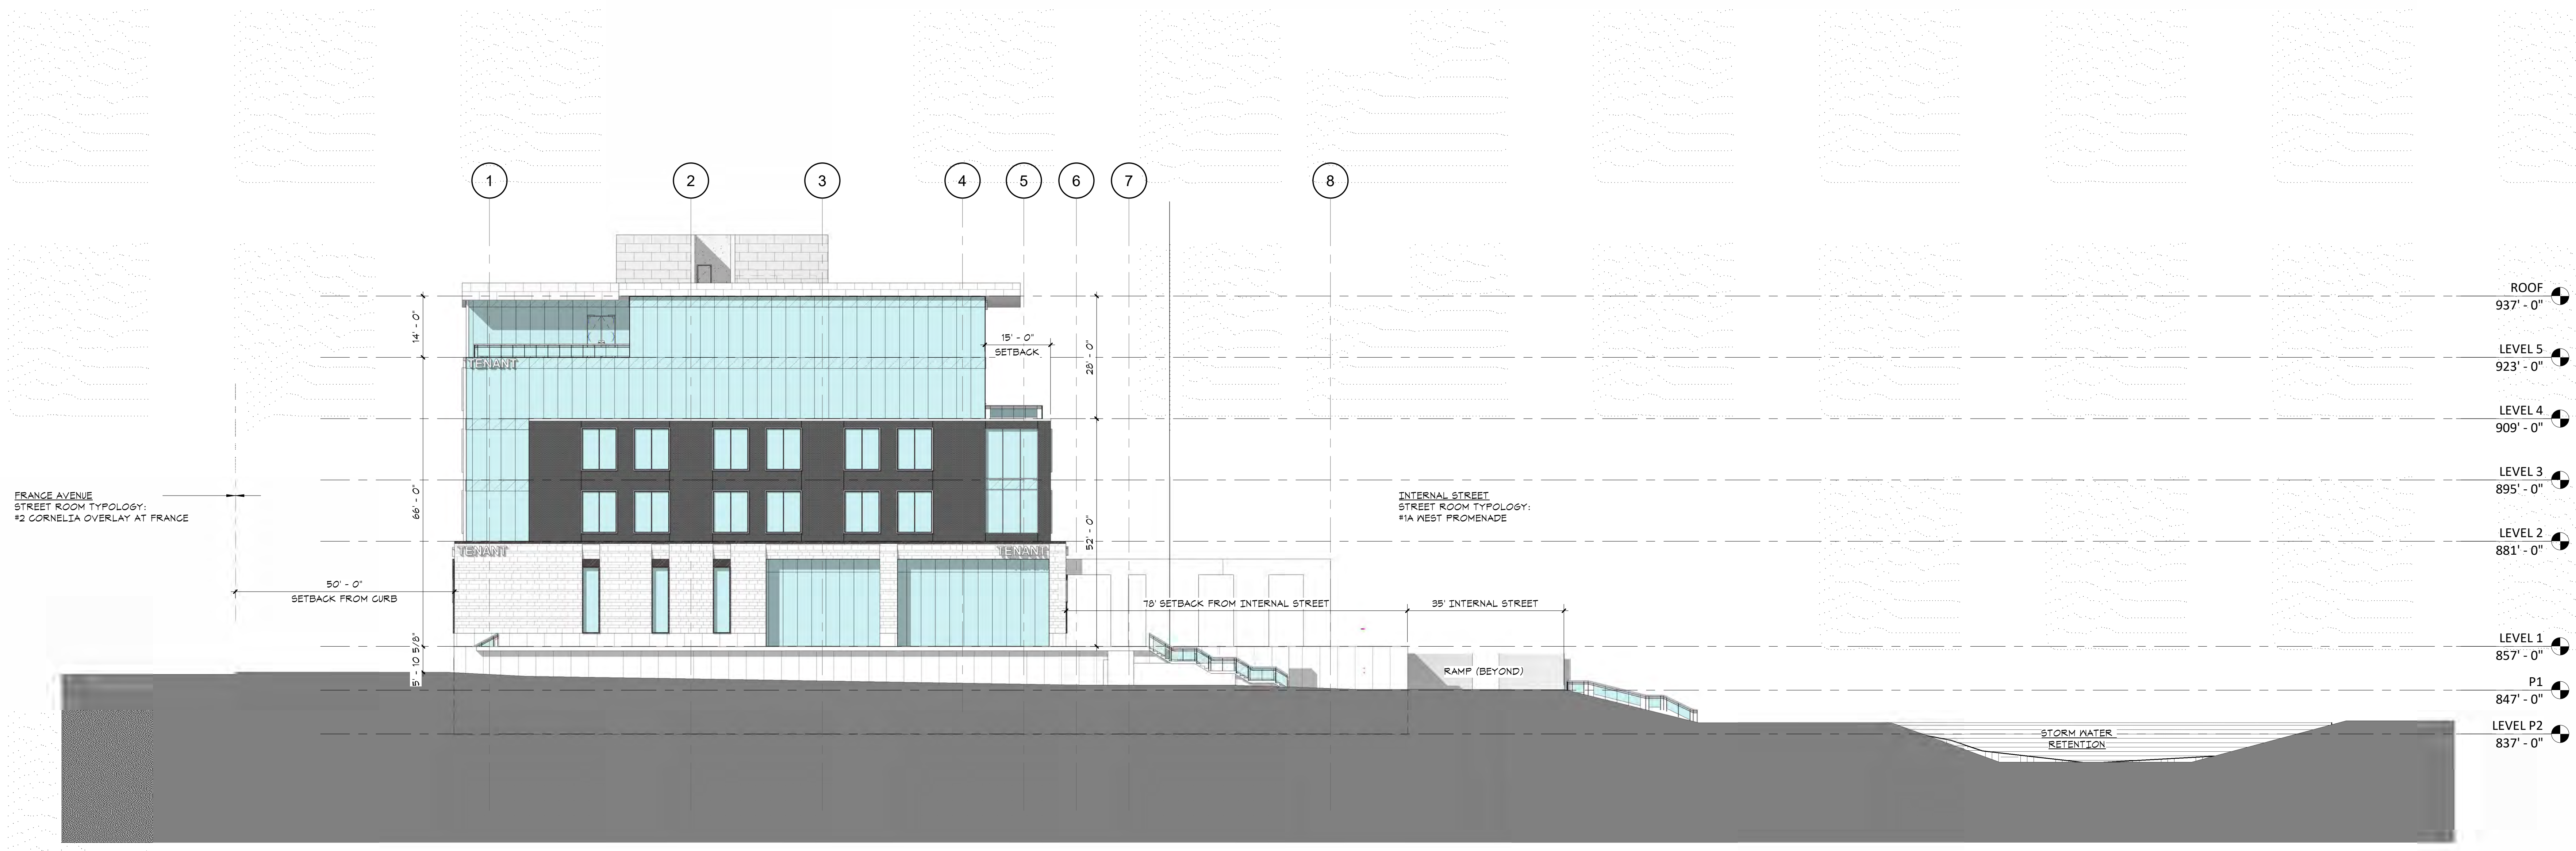 1
2
3
4
5
6
7
8
ROOF
937' - 0"
14' - 0"
15' - 0"
SETBACK
28' - 0"
LEVEL 5
923' - 0"
TENANT
LEVEL 4
909' - 0"
LEVEL 3
895' - 0"
66' - 0"
FRANCE AVENUE
STREET ROOM TYPOLOGY:
#2 CORNELIA OVERLAY AT FRANCE
INTERNAL STREET
STREET ROOM TYPOLOGY:
#1A WEST PROMENADE
52' - 0"
LEVEL 2
881' - 0"
TENANT
TENANT
50' - 0"
SETBACK FROM CURB
78' SETBACK FROM INTERNAL STREET
35' INTERNAL STREET
LEVEL 1
857' - 0"
5' - 10 5/8"
RAMP (BEYOND)
P1
847' - 0"
LEVEL P2
837' - 0"
STORM WATER
RETENTION